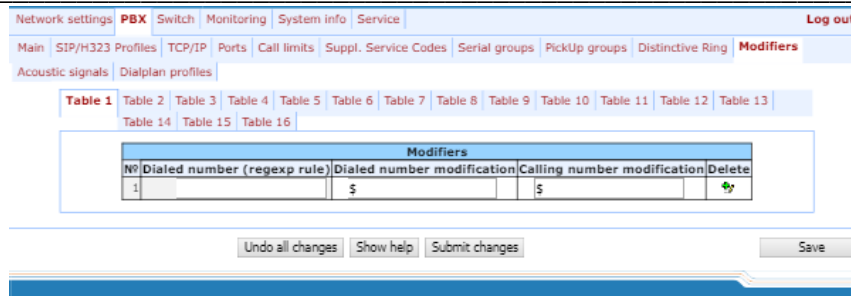 Network settings PBX Switch Monitoring System info Service Log out
Main SIP/H323 Profiles TCP/IP Ports Call limits Suppl. Service Codes Serial groups PickUp groups Distinctive Ring Modifiers
Acoustic signals Dialplan profiles
Table 1 Table 2 Table 3 Table 4 Table 5 Table 6 Table 7 Table 8 Table 9 Table 10 Table 11 Table 12 Table 13
Table 14 Table 15 Table 16
Modifiers
Nº Dialed number (regexp rule) Dialed number modification Calling number modification Delete
1 $ $
Undo all changes Show help Submit changes Save